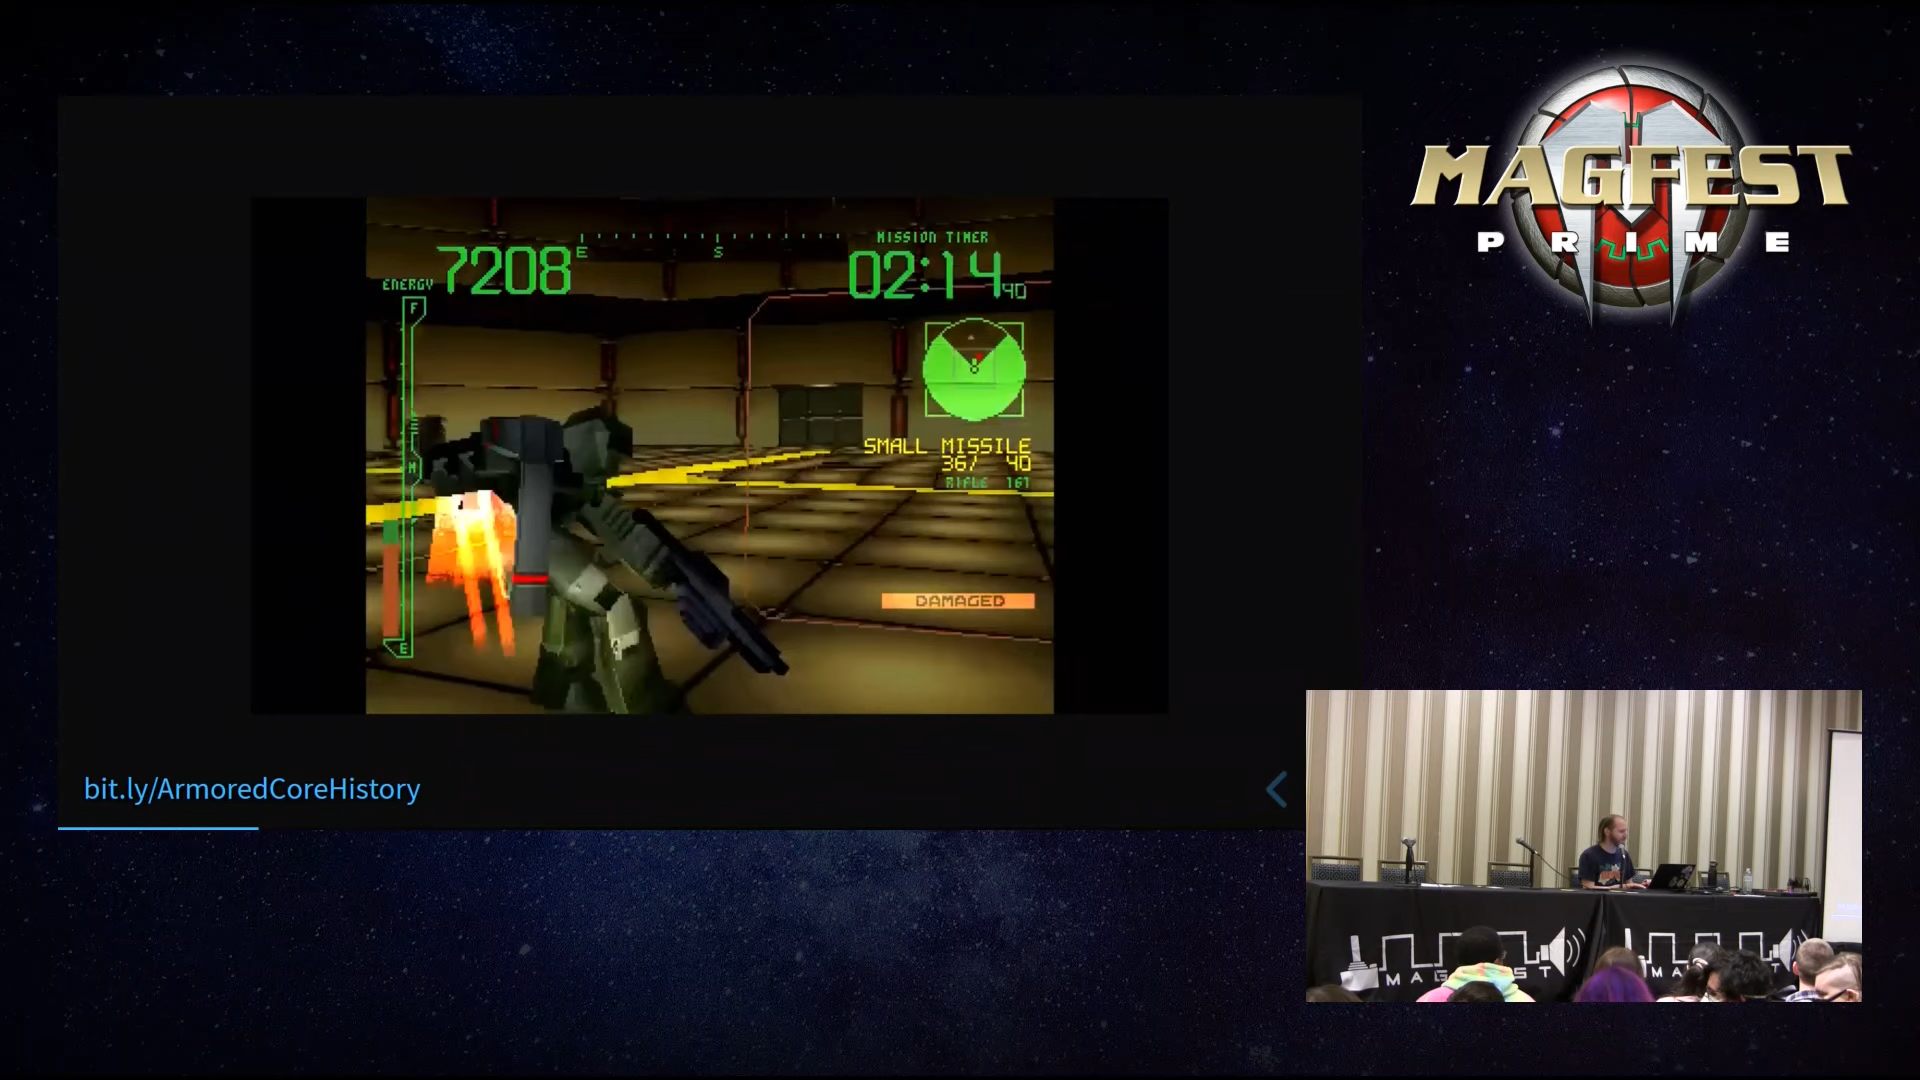 MAGFEST
PRIME
7208
E
S
MISSION TIMER
02:14 40
ENERGY
F
M
E
SMALL MISSILE
36/ 40
RIFLE 161
DAMAGED
bit.ly/ArmoredCoreHistory
MAGFEST